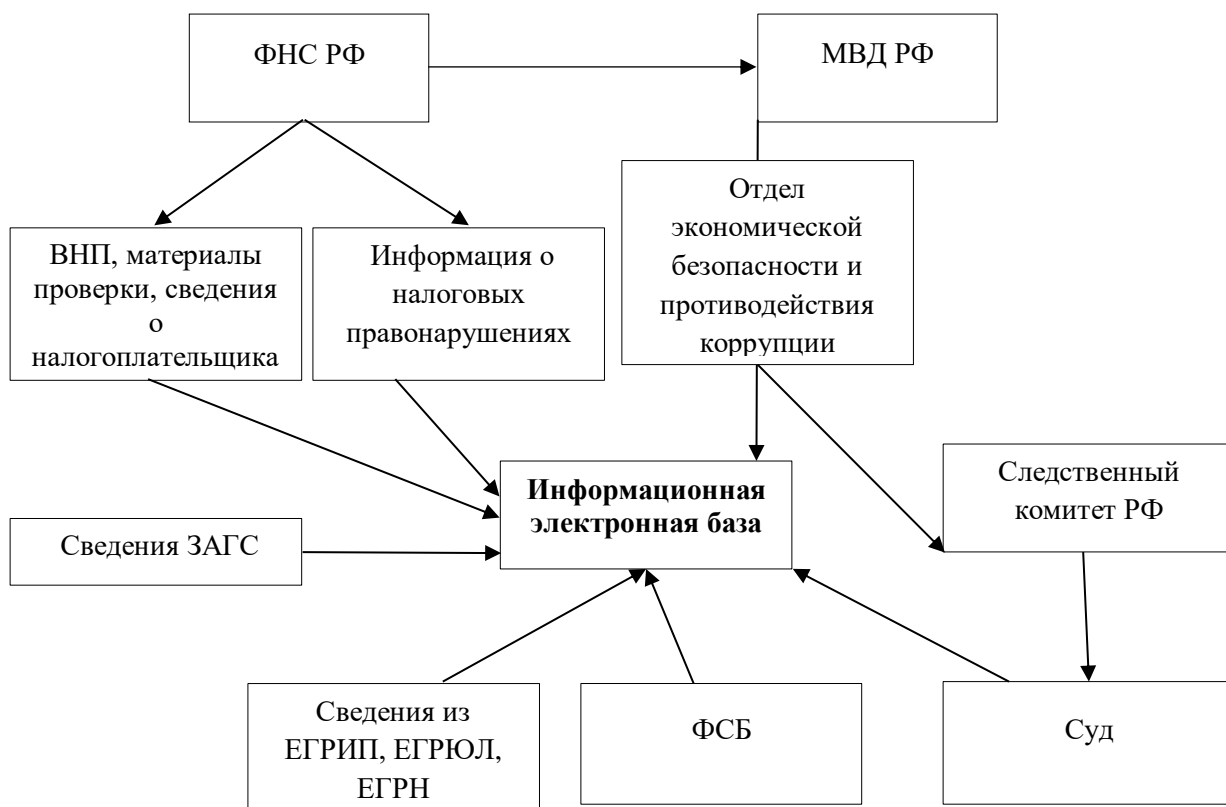 ФНС РФ
МВД РФ
ВНП, материалы
проверки, сведения
о
налогоплательщика
Информация о
налоговых
правонарушениях
Отдел
экономической
безопасности и
противодействия
коррупции
Информационная
электронная база
Следственный
комитет РФ
Сведения ЗАГС
Сведения из
ЕГРИП, ЕГРЮЛ,
ЕГРН
ФСБ
Суд